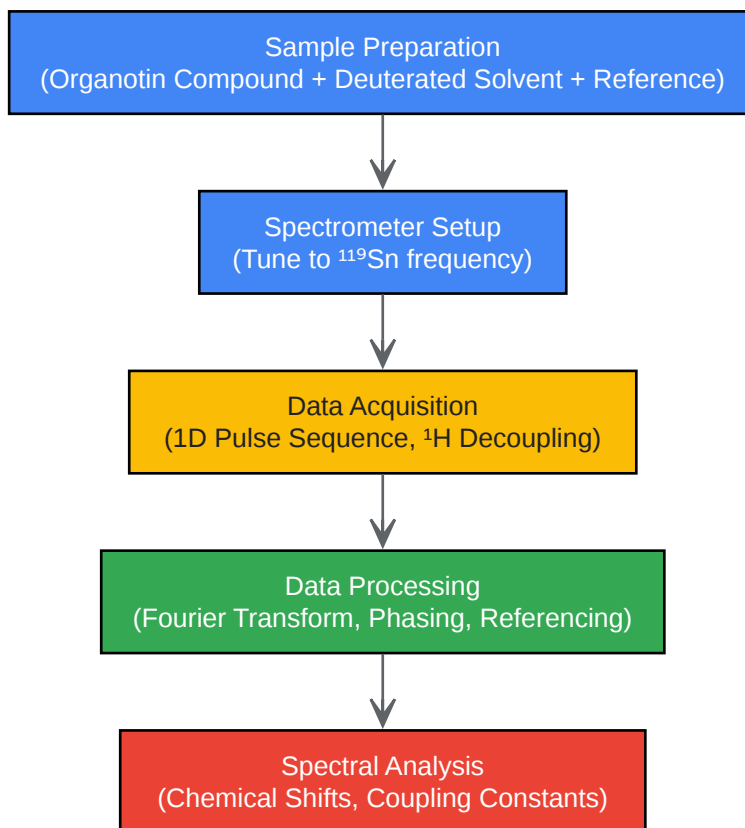 Sample Preparation
(Organotin Compound + Deuterated Solvent + Reference)
Spectrometer Setup
(Tune to ¹¹⁹Sn frequency)
Data Acquisition
(1D Pulse Sequence, ¹H Decoupling)
Data Processing
(Fourier Transform, Phasing, Referencing)
Spectral Analysis
(Chemical Shifts, Coupling Constants)